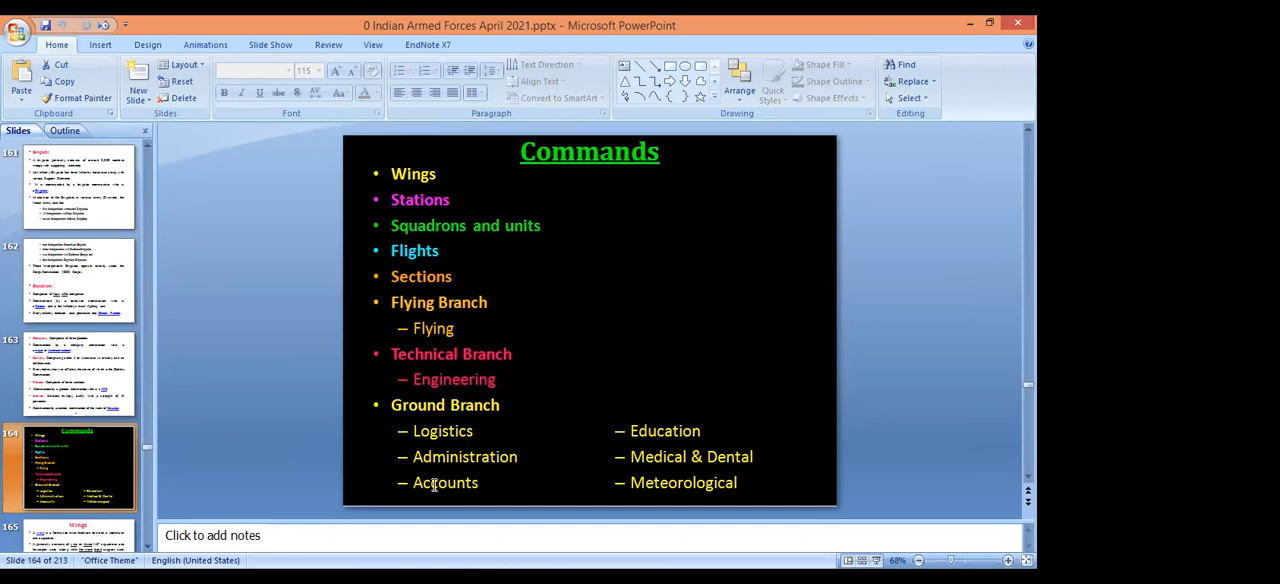 0 Indian Armed Forces April 2021.pptx - Microsoft PowerPoint
Home Insert Design Animations Slide Show Review View EndNote X7
Paste
Cut
Copy
Format Painter
Clipboard
New Slide
Layout
Reset
Delete
Slides
115
Font
Paragraph
Text Direction
Align Text
Convert to SmartArt
Arrange
Quick Styles
Shape Fill
Shape Outline
Shape Effects
Drawing
Find
Replace
Select
Editing
Slides Outline
161
162
163
164
165
Wings
Commands
• Wings
• Stations
• Squadrons and units
• Flights
• Sections
• Flying Branch
– Flying
• Technical Branch
– Engineering
• Ground Branch
– Logistics – Education
– Administration – Medical & Dental
– Accounts – Meteorological
Click to add notes
Slide 164 of 213 "Office Theme" English (United States) 68%